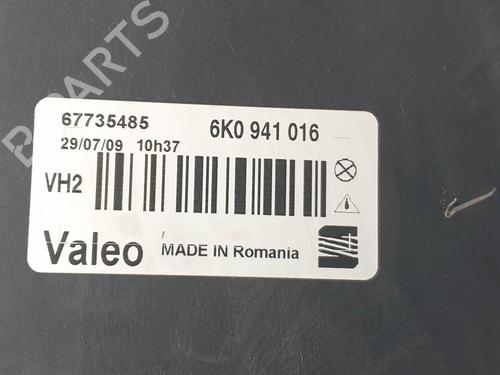 B-PARTS
67735485 6K0 941 016
29/07/09 10h37
VH2
Valeo MADE IN Romania